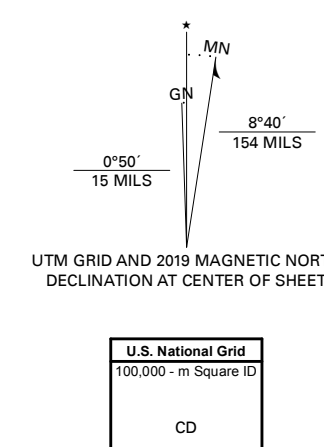 MN
GN
8°40´
154 MILS
0°50´
15 MILS
UTM GRID AND 2019 MAGNETIC NORT
DECLINATION AT CENTER OF SHEET
U.S. National Grid
100,000 - m Square ID
CD